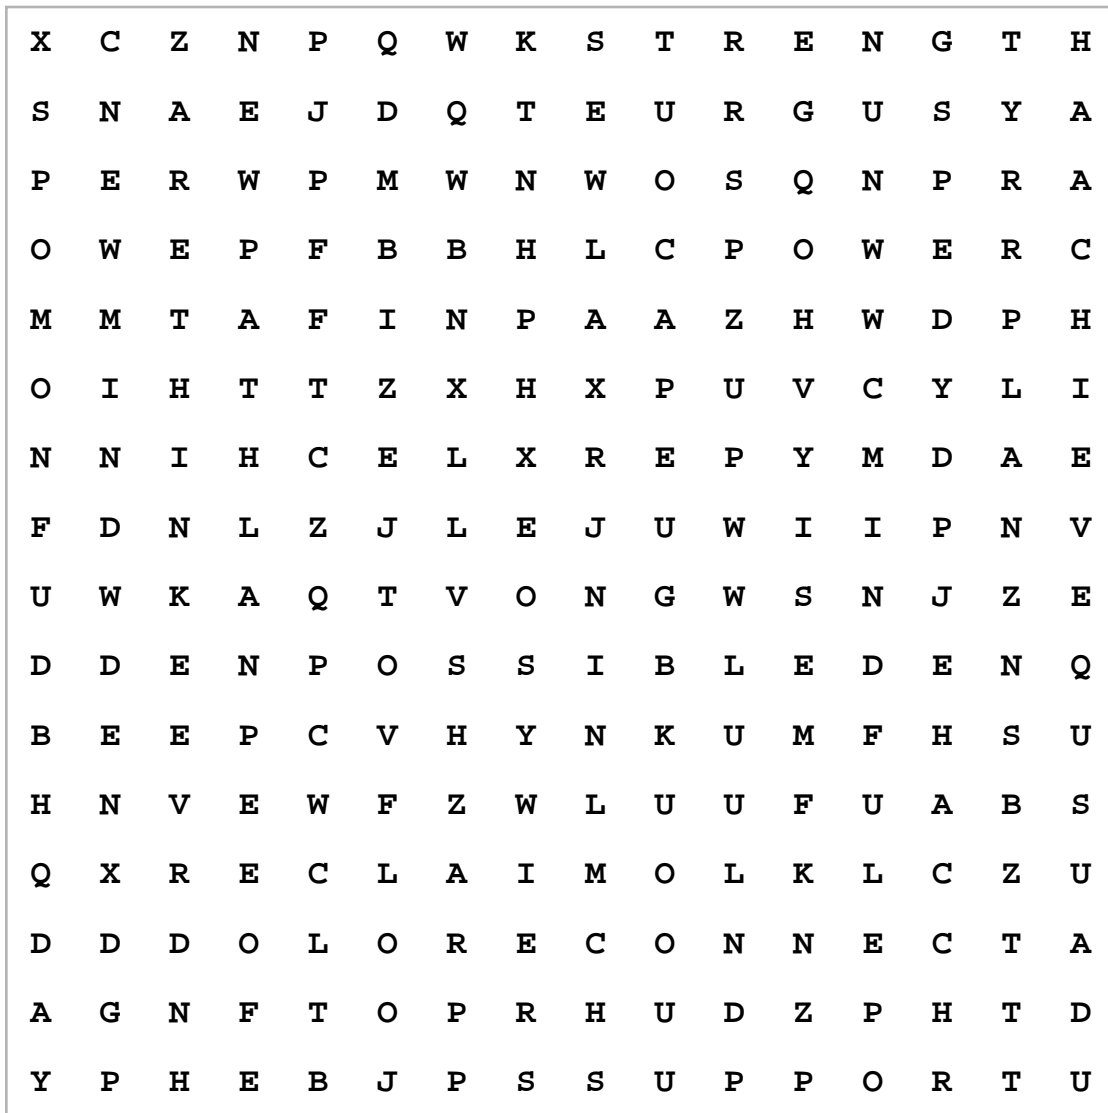 X C Z N P Q W K S T R E N G T H
S N A E J D Q T E U R G U S Y A
P E R W P M W N W O S Q N P R A
O W E P F B B H L C P O W E R C
M M T A F I N P A A Z H W D P H
O I H T T Z X H X P U V C Y L I
N N I H C E L X R E P Y M D A E
F D N L Z J L E J U W I I P N V
U W K A Q T V O N G W S N J Z E
D D E N P O S S I B L E D E N Q
B E E P C V H Y N K U M F H S U
H N V E W F Z W L U U F U A B S
Q X R E C L A I M O L K L C Z U
D D D O L O R E C O N N E C T A
A G N F T O P R H U D Z P H T D
Y P H E B J P S S U P P O R T U